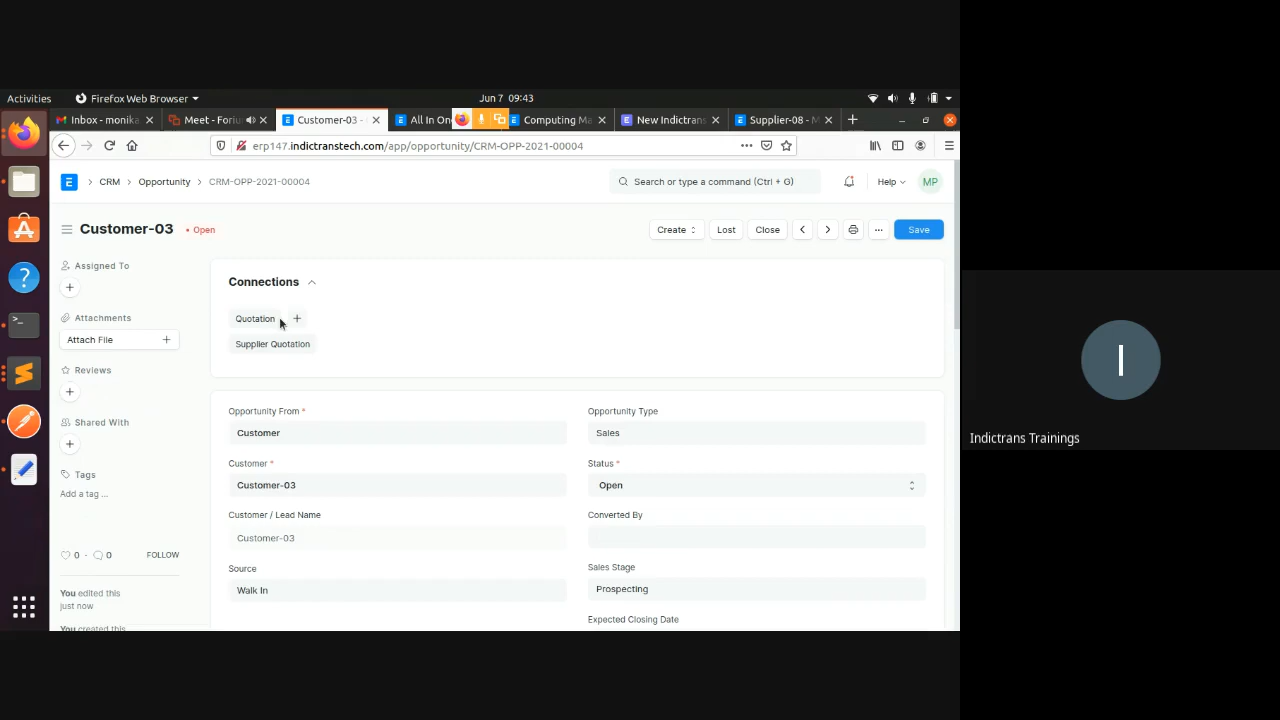 Activities
Firefox Web Browser
Jun 7 09:43
Inbox - monika
Meet - Foriu
Customer-03 -
All In On
Computing Ma
New Indictrans
Supplier-08 - M
erp147.indictranstech.com/app/opportunity/CRM-OPP-2021-00004
E
CRM
Opportunity
CRM-OPP-2021-00004
Search or type a command (Ctrl + G)
Help
MP
Customer-03
Open
Create
Lost
Close
Save
Assigned To
Attachments
Attach File
Reviews
Shared With
Tags
Add a tag ...
0 - 0 FOLLOW
You edited this
just now
You created this
Connections
Quotation
Supplier Quotation
Opportunity From *
Customer
Customer *
Customer-03
Customer / Lead Name
Customer-03
Source
Walk In
Opportunity Type
Sales
Status *
Open
Converted By
Sales Stage
Prospecting
Expected Closing Date
I
Indictrans Trainings